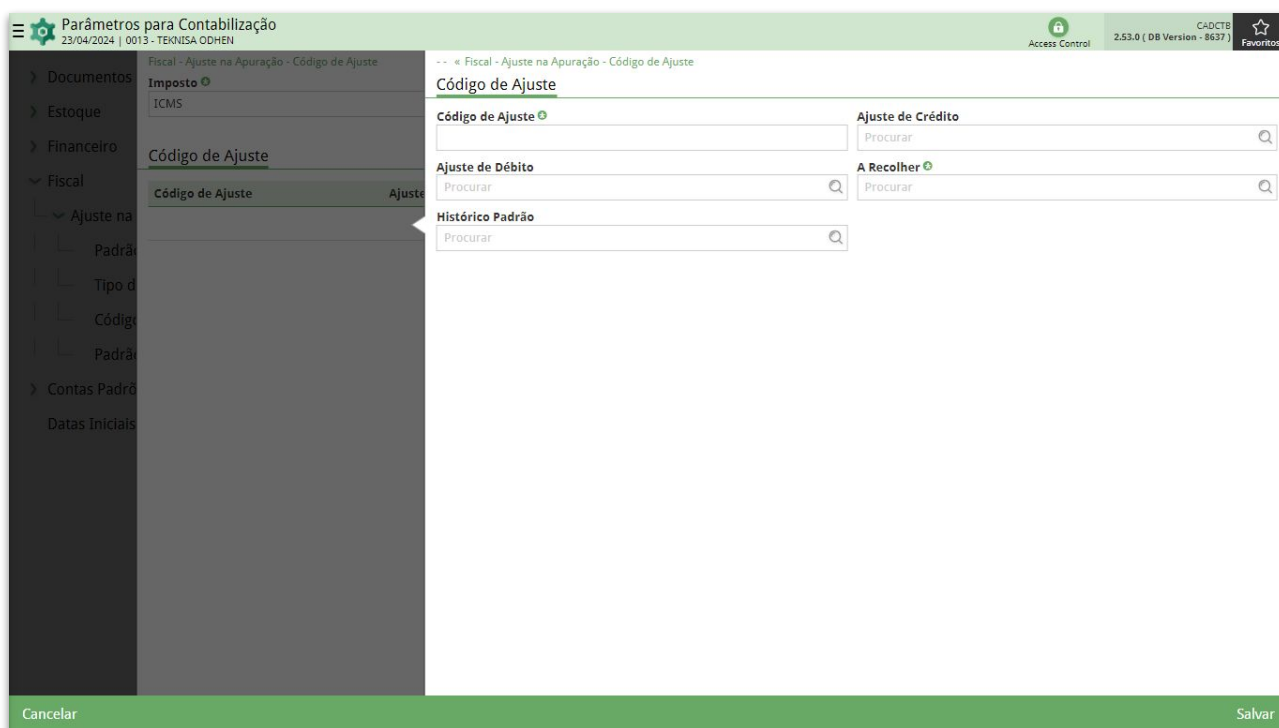 Parâmetros para Contabilização
23/04/2024 | 0013 - TEKNISA ODHEN
Access Control
CADCTB
2.53.0 ( DB Version - 8637 )
Favoritos
Documentos
Estoque
Financeiro
Fiscal
Ajuste na
Padrão
Tipo d
Código
Padrão
Contas Padrõ
Datas Iniciais
Fiscal - Ajuste na Apuração - Código de Ajuste
Imposto
ICMS
Código de Ajuste
Código de Ajuste Ajuste
-- « Fiscal - Ajuste na Apuração - Código de Ajuste
Código de Ajuste
Código de Ajuste
Ajuste de Crédito
Procurar
Ajuste de Débito
Procurar
A Recolher
Procurar
Histórico Padrão
Procurar
Cancelar
Salvar